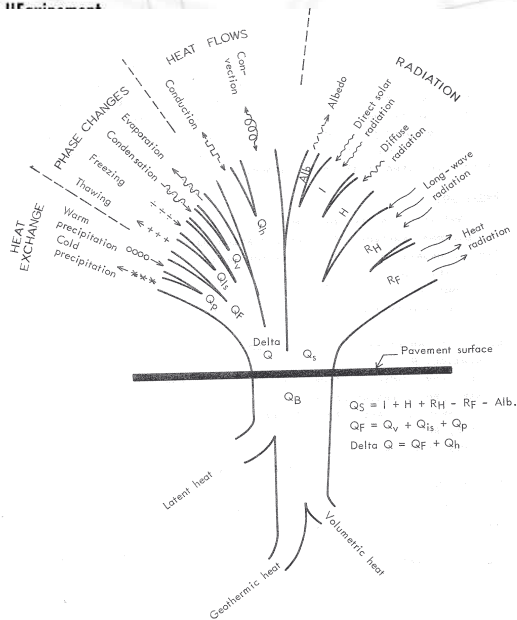 HEAT FLOWS
Con-
vection
Conduction
RADIATION
Albedo
Direct solar
radiation
Diffuse
radiation
Long-wave
radiation
Heat
radiation
PHASE CHANGES
Evaporation
Condensation
Freezing
Thawing
HEAT
EXCHANGE
Warm
precipitation
Cold
precipitation
Alb
I
H
RH
RF
Qh
Qv
Qis
QF
Qp
Delta
Q
Qs
Pavement surface
QB
QS = I + H + RH - RF - Alb.
QF = Qv + Qis + Qp
Delta Q = QF + Qh
Latent heat
Volumetric heat
Geothermic heat